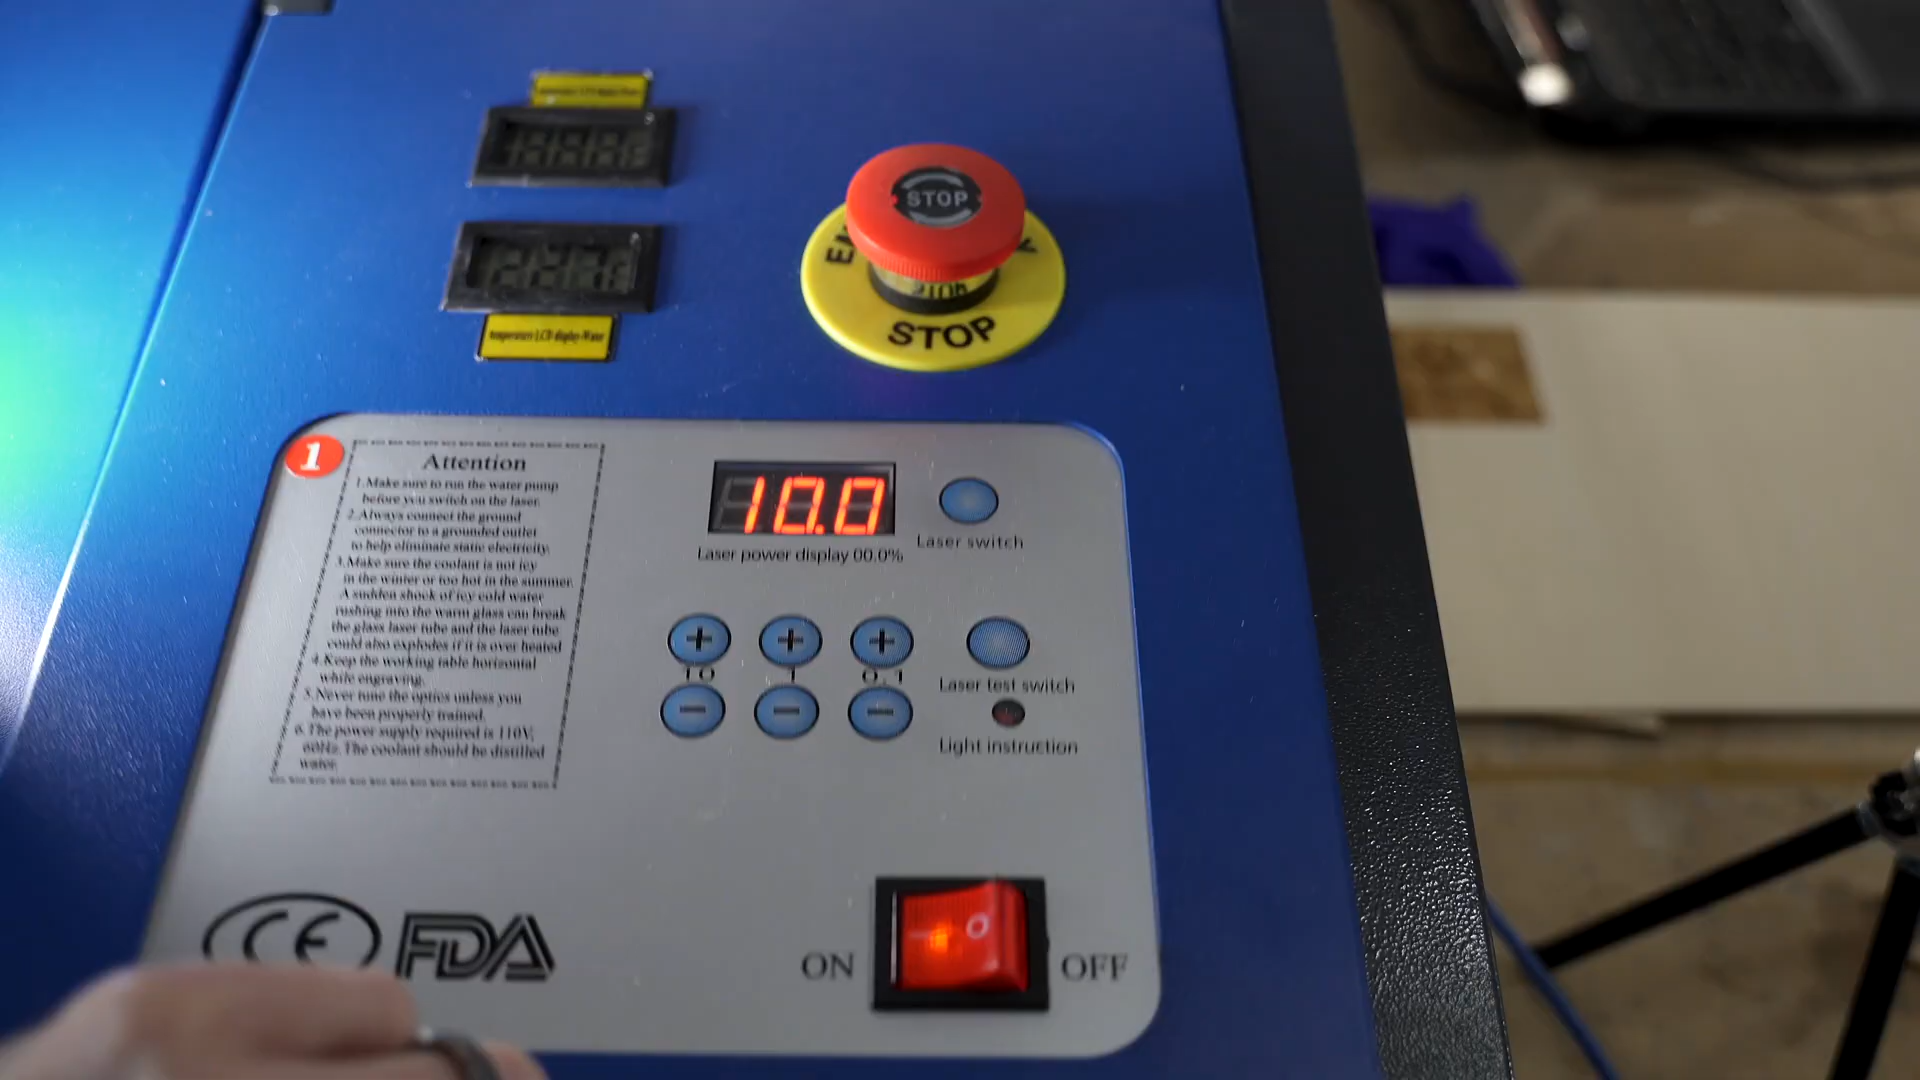 temperature LCD display-Water
STOP
STOP
1
Attention
1.Make sure to run the water pump
before you switch on the laser.
2.Always connect the ground
connector to a grounded outlet
to help eliminate static electricity.
3.Make sure the coolant is not icy
in the winter or too hot in the summer.
A sudden shock of icy cold water
rushing into the warm glass can break
the glass laser tube and the laser tube
could also explodes if it is over heated
4.Keep the working table horizontal
while engraving.
5.Never tune the optics unless you
have been properly trained.
6.The power supply required is 110V,
60Hz.The coolant should be distilled
water.
10.0
Laser power display 00.0%
Laser switch
+ + +
10 1 0.1
− − −
Laser test switch
Light instruction
CE FDA
ON
OFF